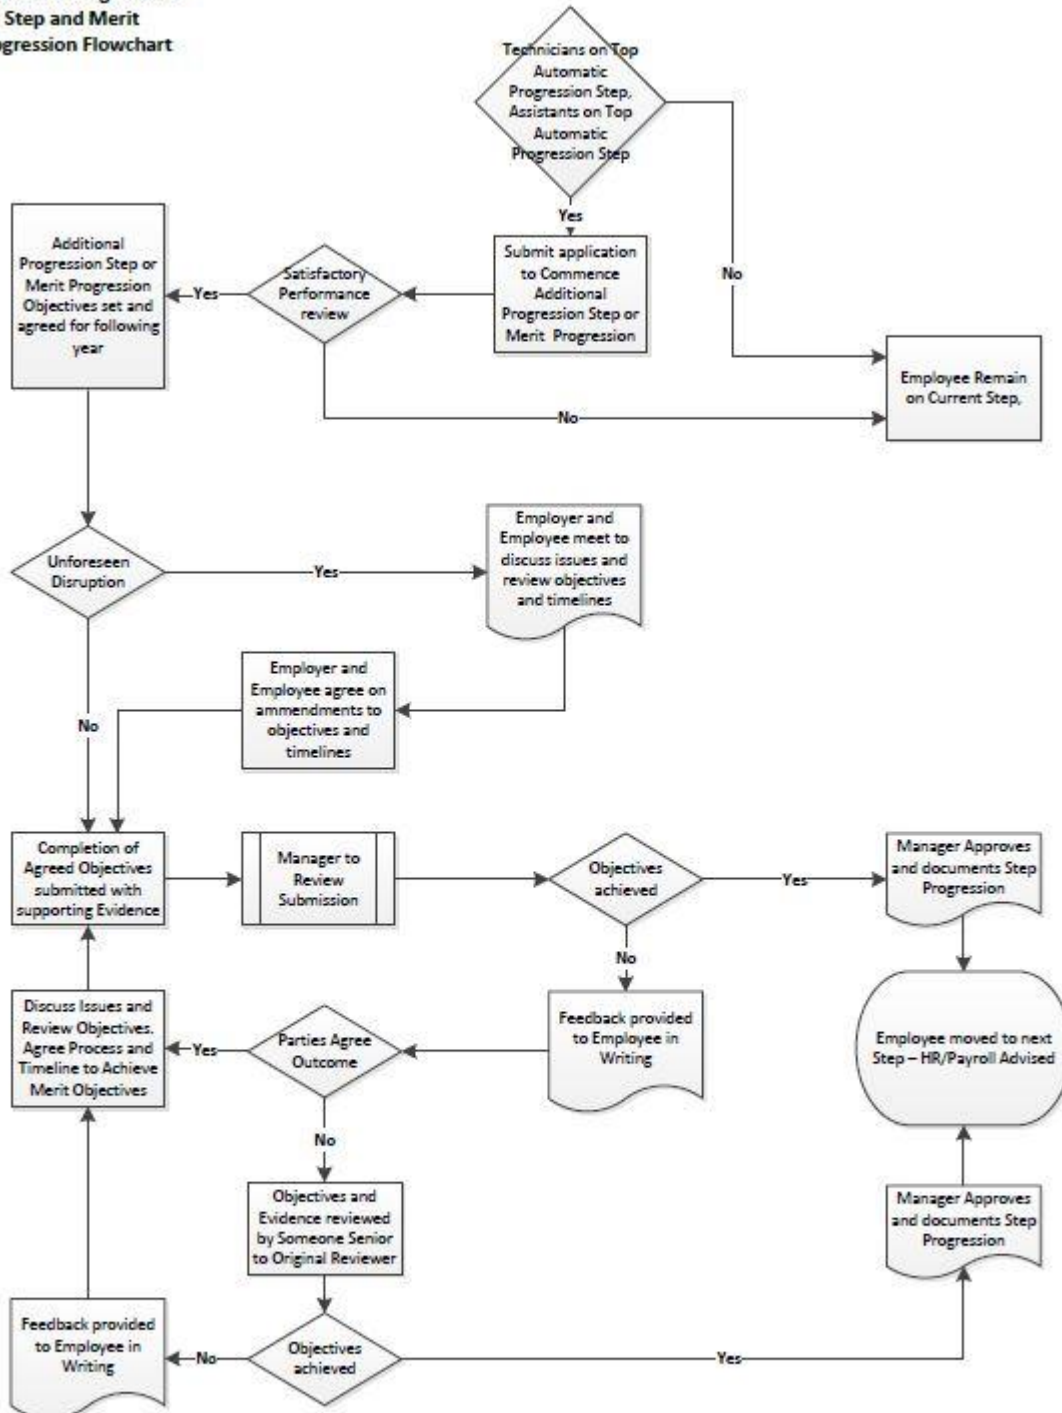 Step and Merit
gression Flowchart
Technicians on Top
Automatic
Progression Step,
Assistants on Top
Automatic
Progression Step
Yes
No
Submit application
to Commence
Additional
Progression Step or
Merit Progression
Satisfactory
Performance
review
Yes
No
Additional
Progression Step or
Merit Progression
Objectives set and
agreed for following
year
Employee Remain
on Current Step,
Unforeseen
Disruption
Yes
No
Employer and
Employee meet to
discuss issues and
review objectives
and timelines
Employer and
Employee agree on
ammendments to
objectives and
timelines
Completion of
Agreed Objectives
submitted with
supporting Evidence
Manager to
Review
Submission
Objectives
achieved
Yes
No
Manager Approves
and documents Step
Progression
Employee moved to next
Step – HR/Payroll Advised
Feedback provided
to Employee in
Writing
Parties Agree
Outcome
Yes
No
Discuss Issues and
Review Objectives.
Agree Process and
Timeline to Achieve
Merit Objectives
Objectives and
Evidence reviewed
by Someone Senior
to Original Reviewer
Objectives
achieved
No
Yes
Feedback provided
to Employee in
Writing
Manager Approves
and documents Step
Progression